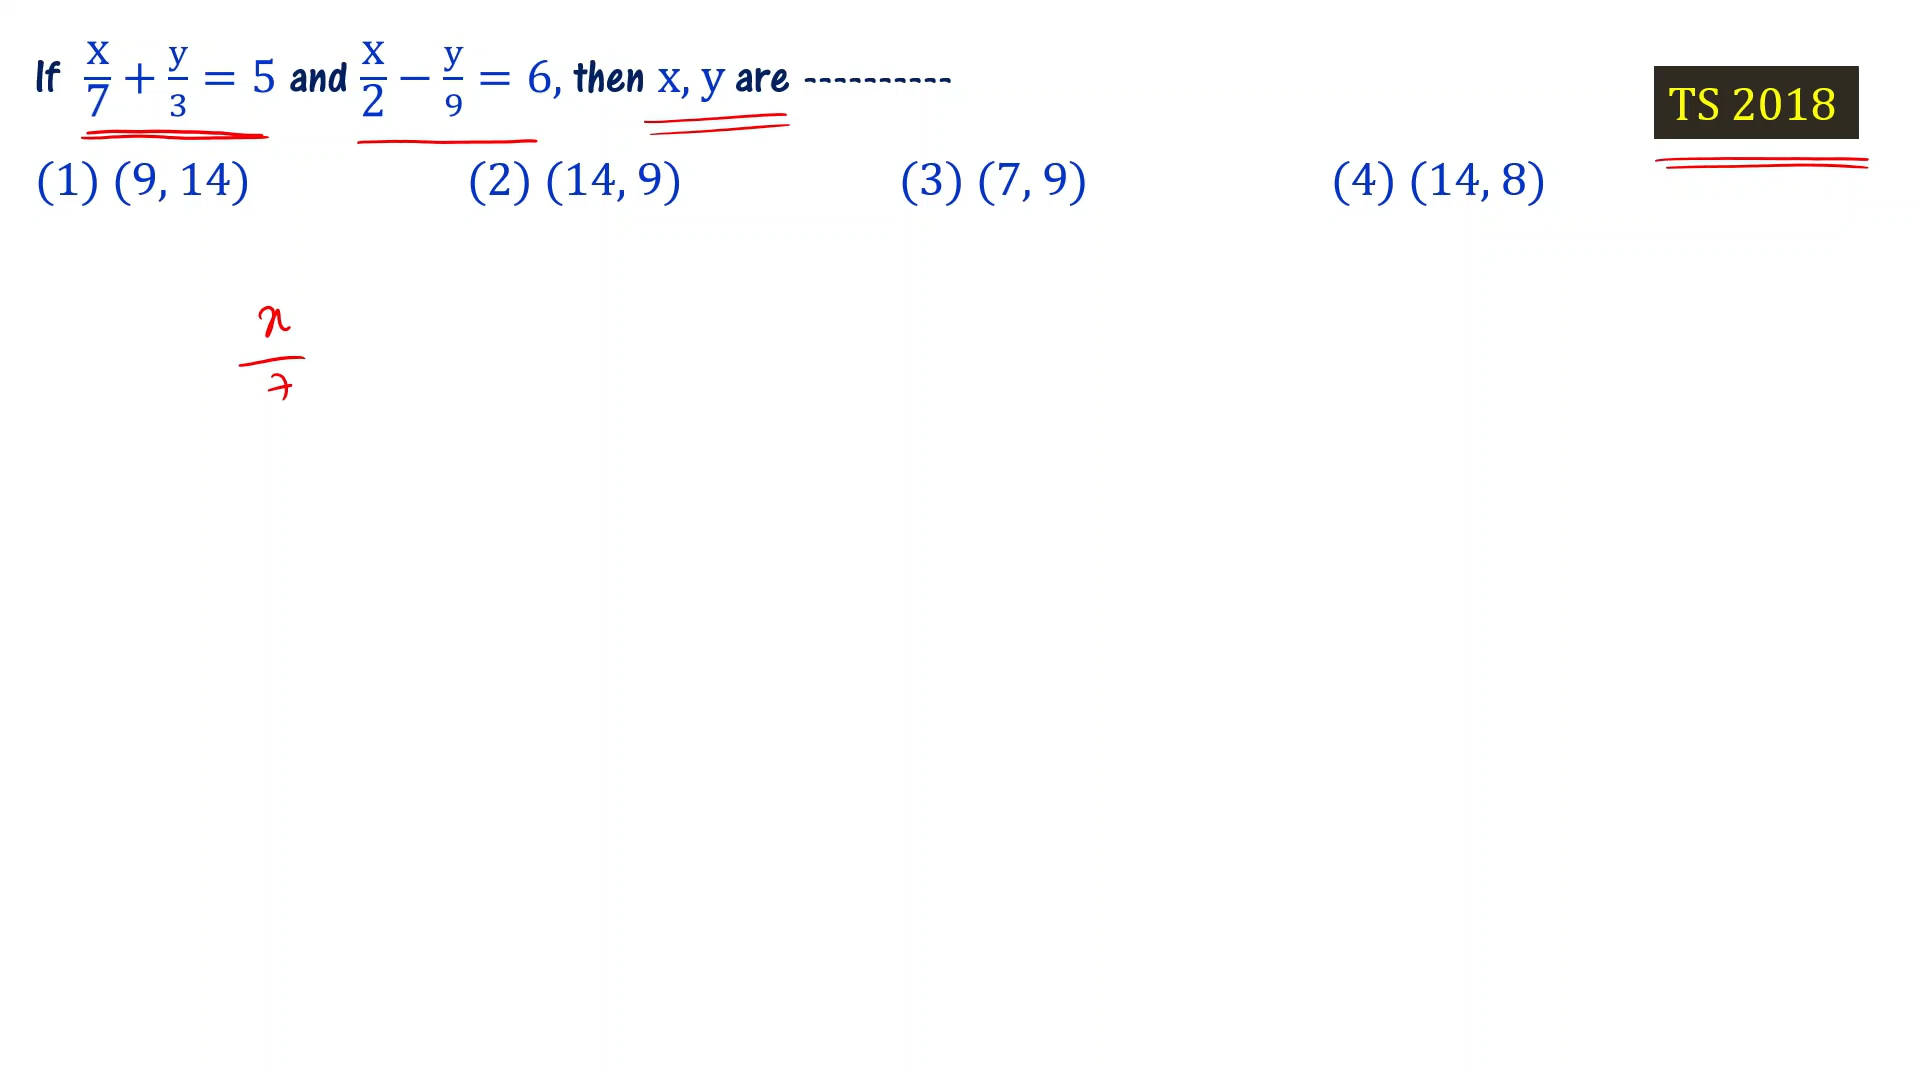 If x/7 + y/3 = 5 and x/2 − y/9 = 6, then x, y are ----------
TS 2018
(1) (9, 14) (2) (14, 9) (3) (7, 9) (4) (14, 8)
x
7